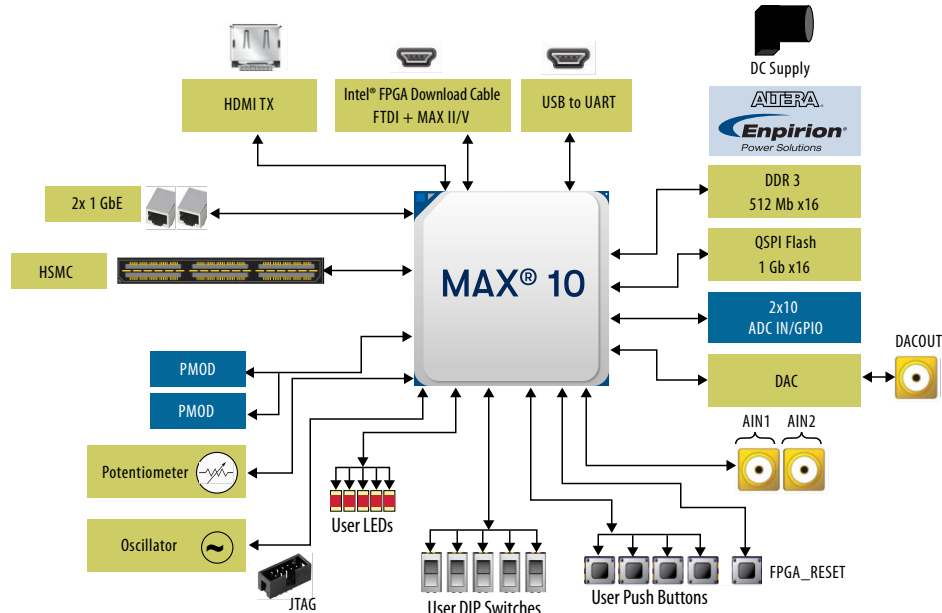 DC Supply
HDMI TX
Intel® FPGA Download Cable
FTDI + MAX II/V
USB to UART
ALTERA®
Enpirion®
Power Solutions
2x 1 GbE
DDR 3
512 Mb x16
HSMC
QSPI Flash
1 Gb x16
MAX® 10
2x10
ADC IN/GPIO
DACOUT
PMOD
DAC
PMOD
AIN1
AIN2
Potentiometer
User LEDs
Oscillator
JTAG
FPGA_RESET
User DIP Switches
User Push Buttons